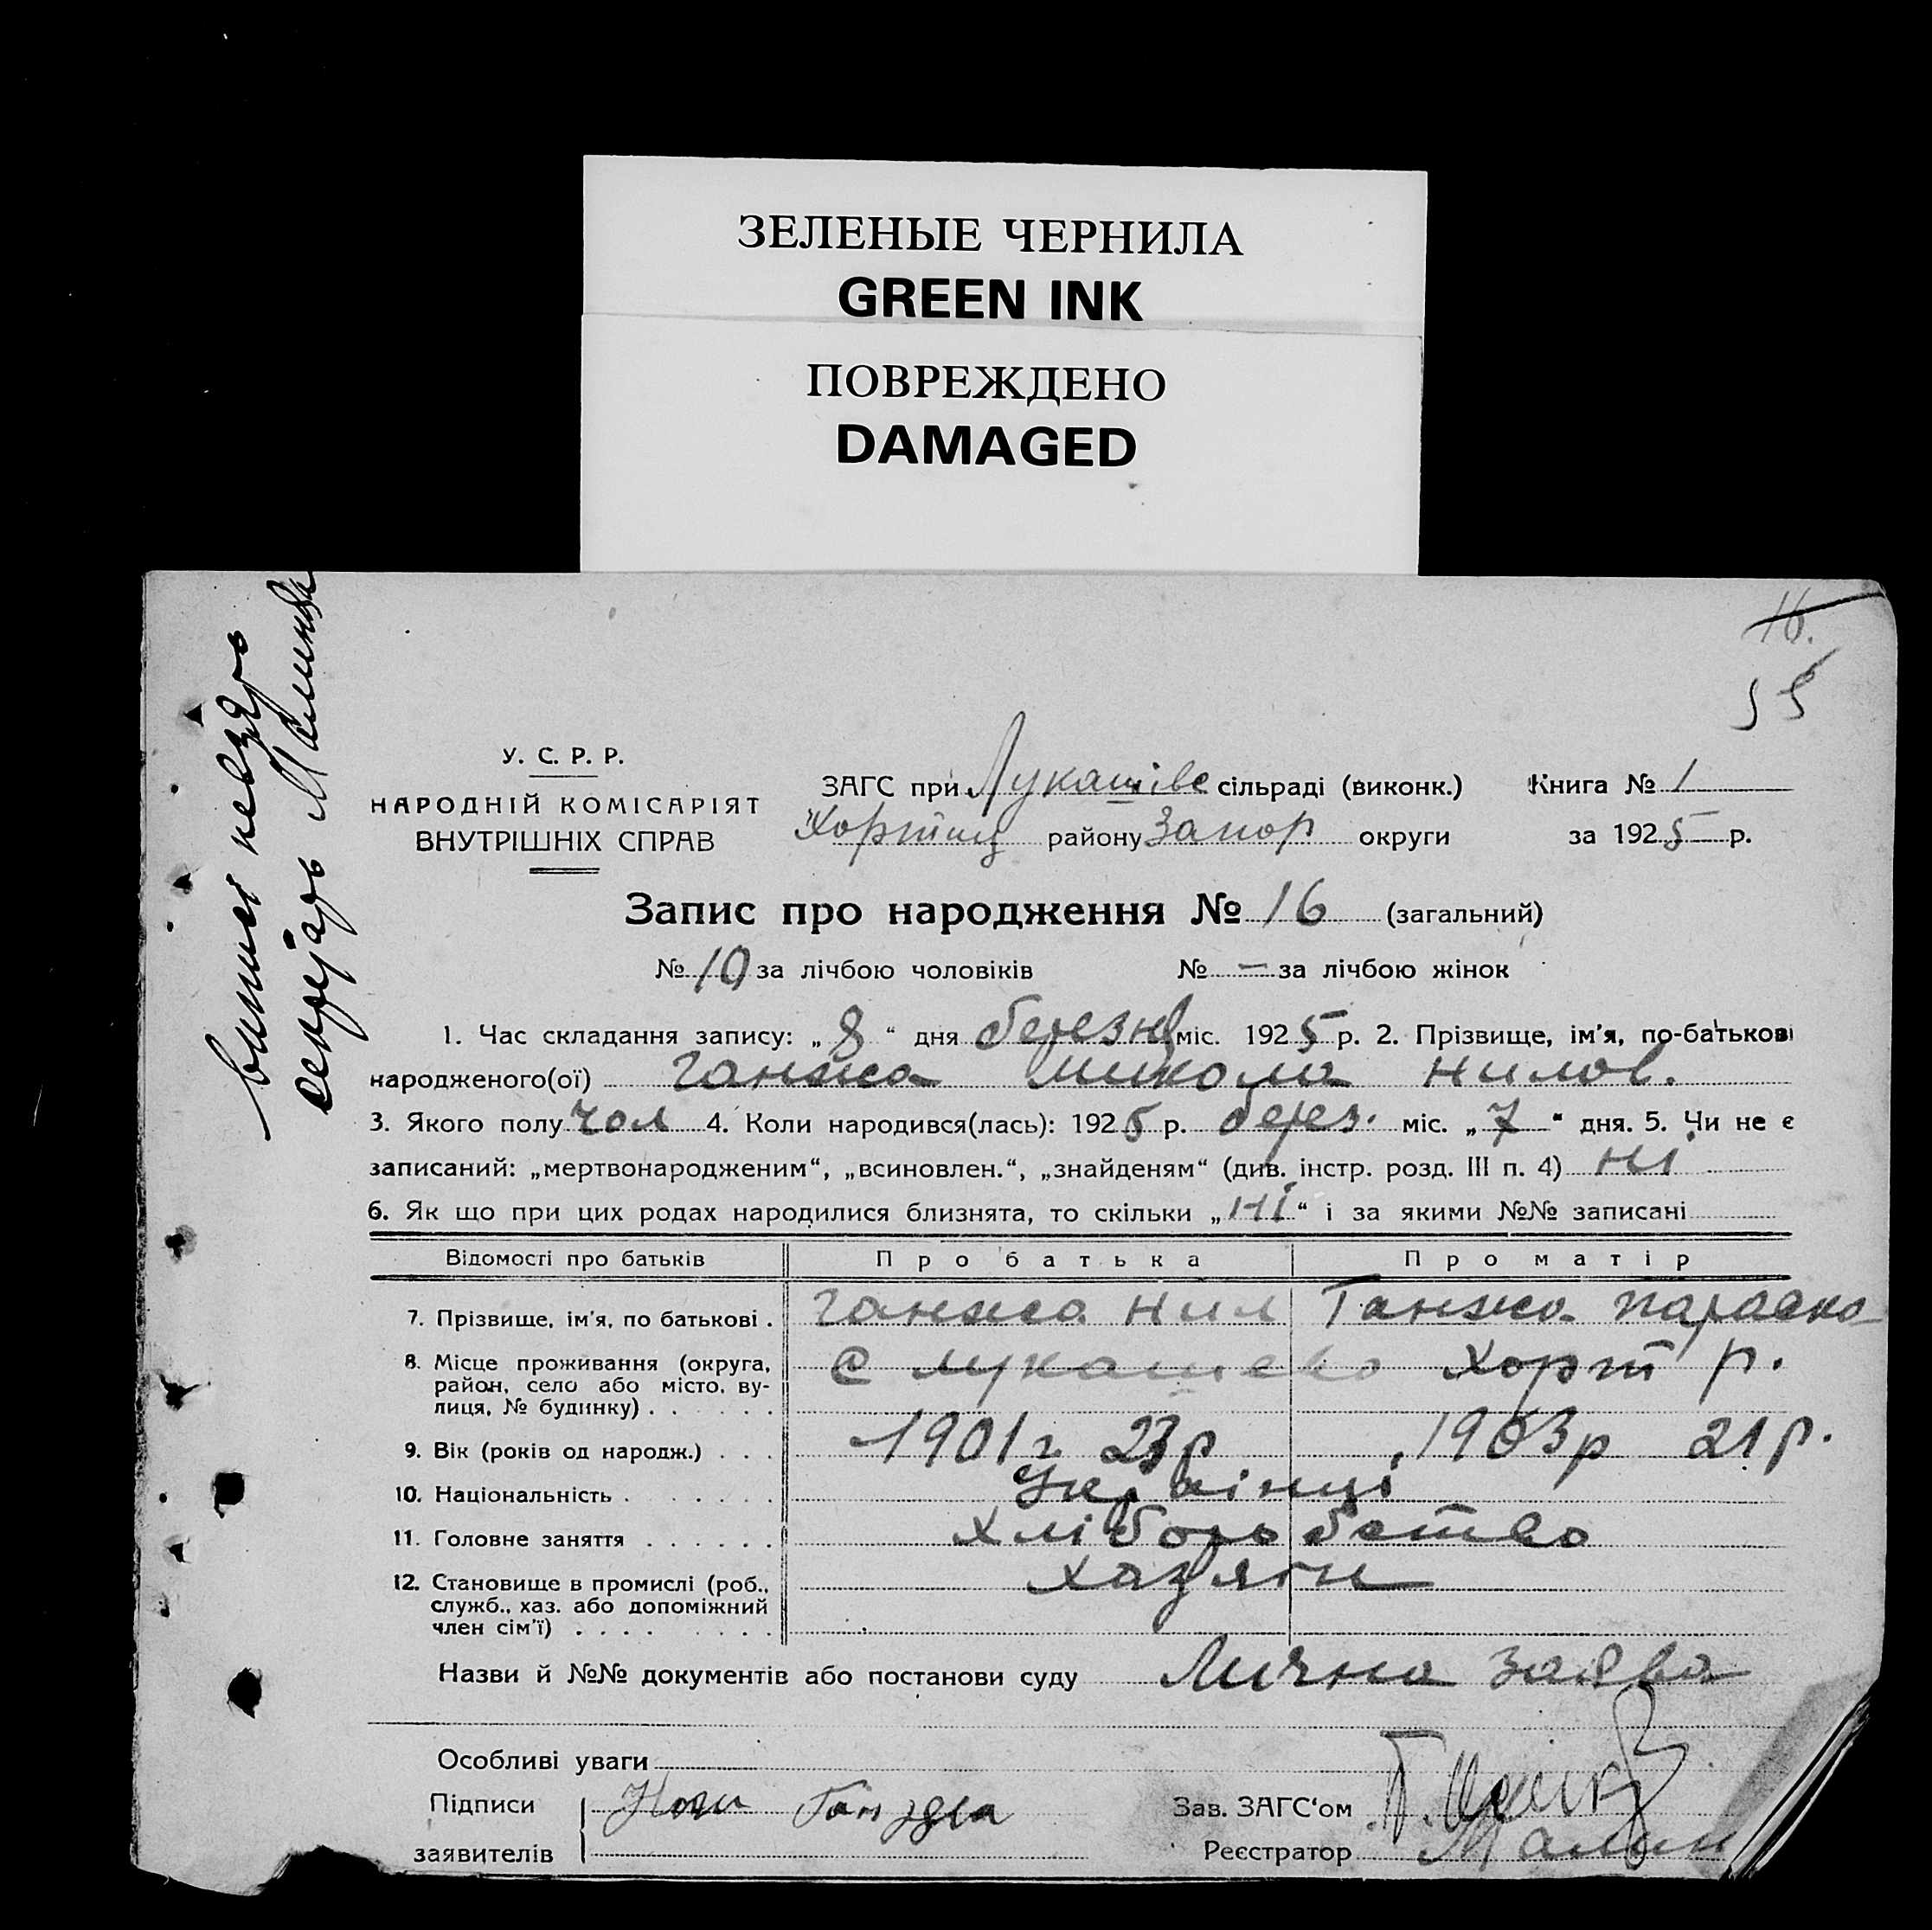 ЗЕЛЕНЫЕ ЧЕРНИЛА
GREEN INK
ПОВРЕЖДЕНО
DAMAGED
16.
У. С. Р. Р.
НАРОДНІЙ КОМІСАРІЯТ
ВНУТРІШНІХ СПРАВ
ЗАГС при Лукашівс сільраді (виконк.) Книга № 1
Хортиц району Запор округи за 1925 р.
Запис про народження № 16 (загальний)
№ 10 за лічбою чоловіків № — за лічбою жінок
1. Час складання запису: „8“ дня березня міс. 1925 р. 2. Прізвище, ім'я, по-батькові
народженого(ої) Ганжа Микола Нилов.
3. Якого полу чол 4. Коли народився(лась): 1925 р. берез. міс. „7“ дня. 5. Чи не є
записаний: „мертвонародженим“, „всиновлен.“, „знайденям“ (див. інстр. розд. III п. 4) ні
6. Як що при цих родах народилися близнята, то скільки „ні“ і за якими №№ записані
Відомості про батьків Про батька Про матір
7. Прізвище, ім'я, по батькові . Ганжа Нил Ганжа Параска
8. Місце проживання (округа, с Лукашево Хорт р.
район, село або місто, ву-
лиця, № будинку) . . . . . .
9. Вік (років од народж.) . . . 1901 г 23 р 1903 р 21 р.
10. Національність . . . . . . . Українці
11. Головне заняття . . . . . . Хліборобство
12. Становище в промислі (роб., Хазяїн
служб., хаз. або допоміжний
член сім'ї) . . . . . . . .
Назви й №№ документів або постанови суду Лична заява
Особливі уваги
Підписи Ганжа
заявителів
Зав. ЗАГС'ом
Реєстратор Малин